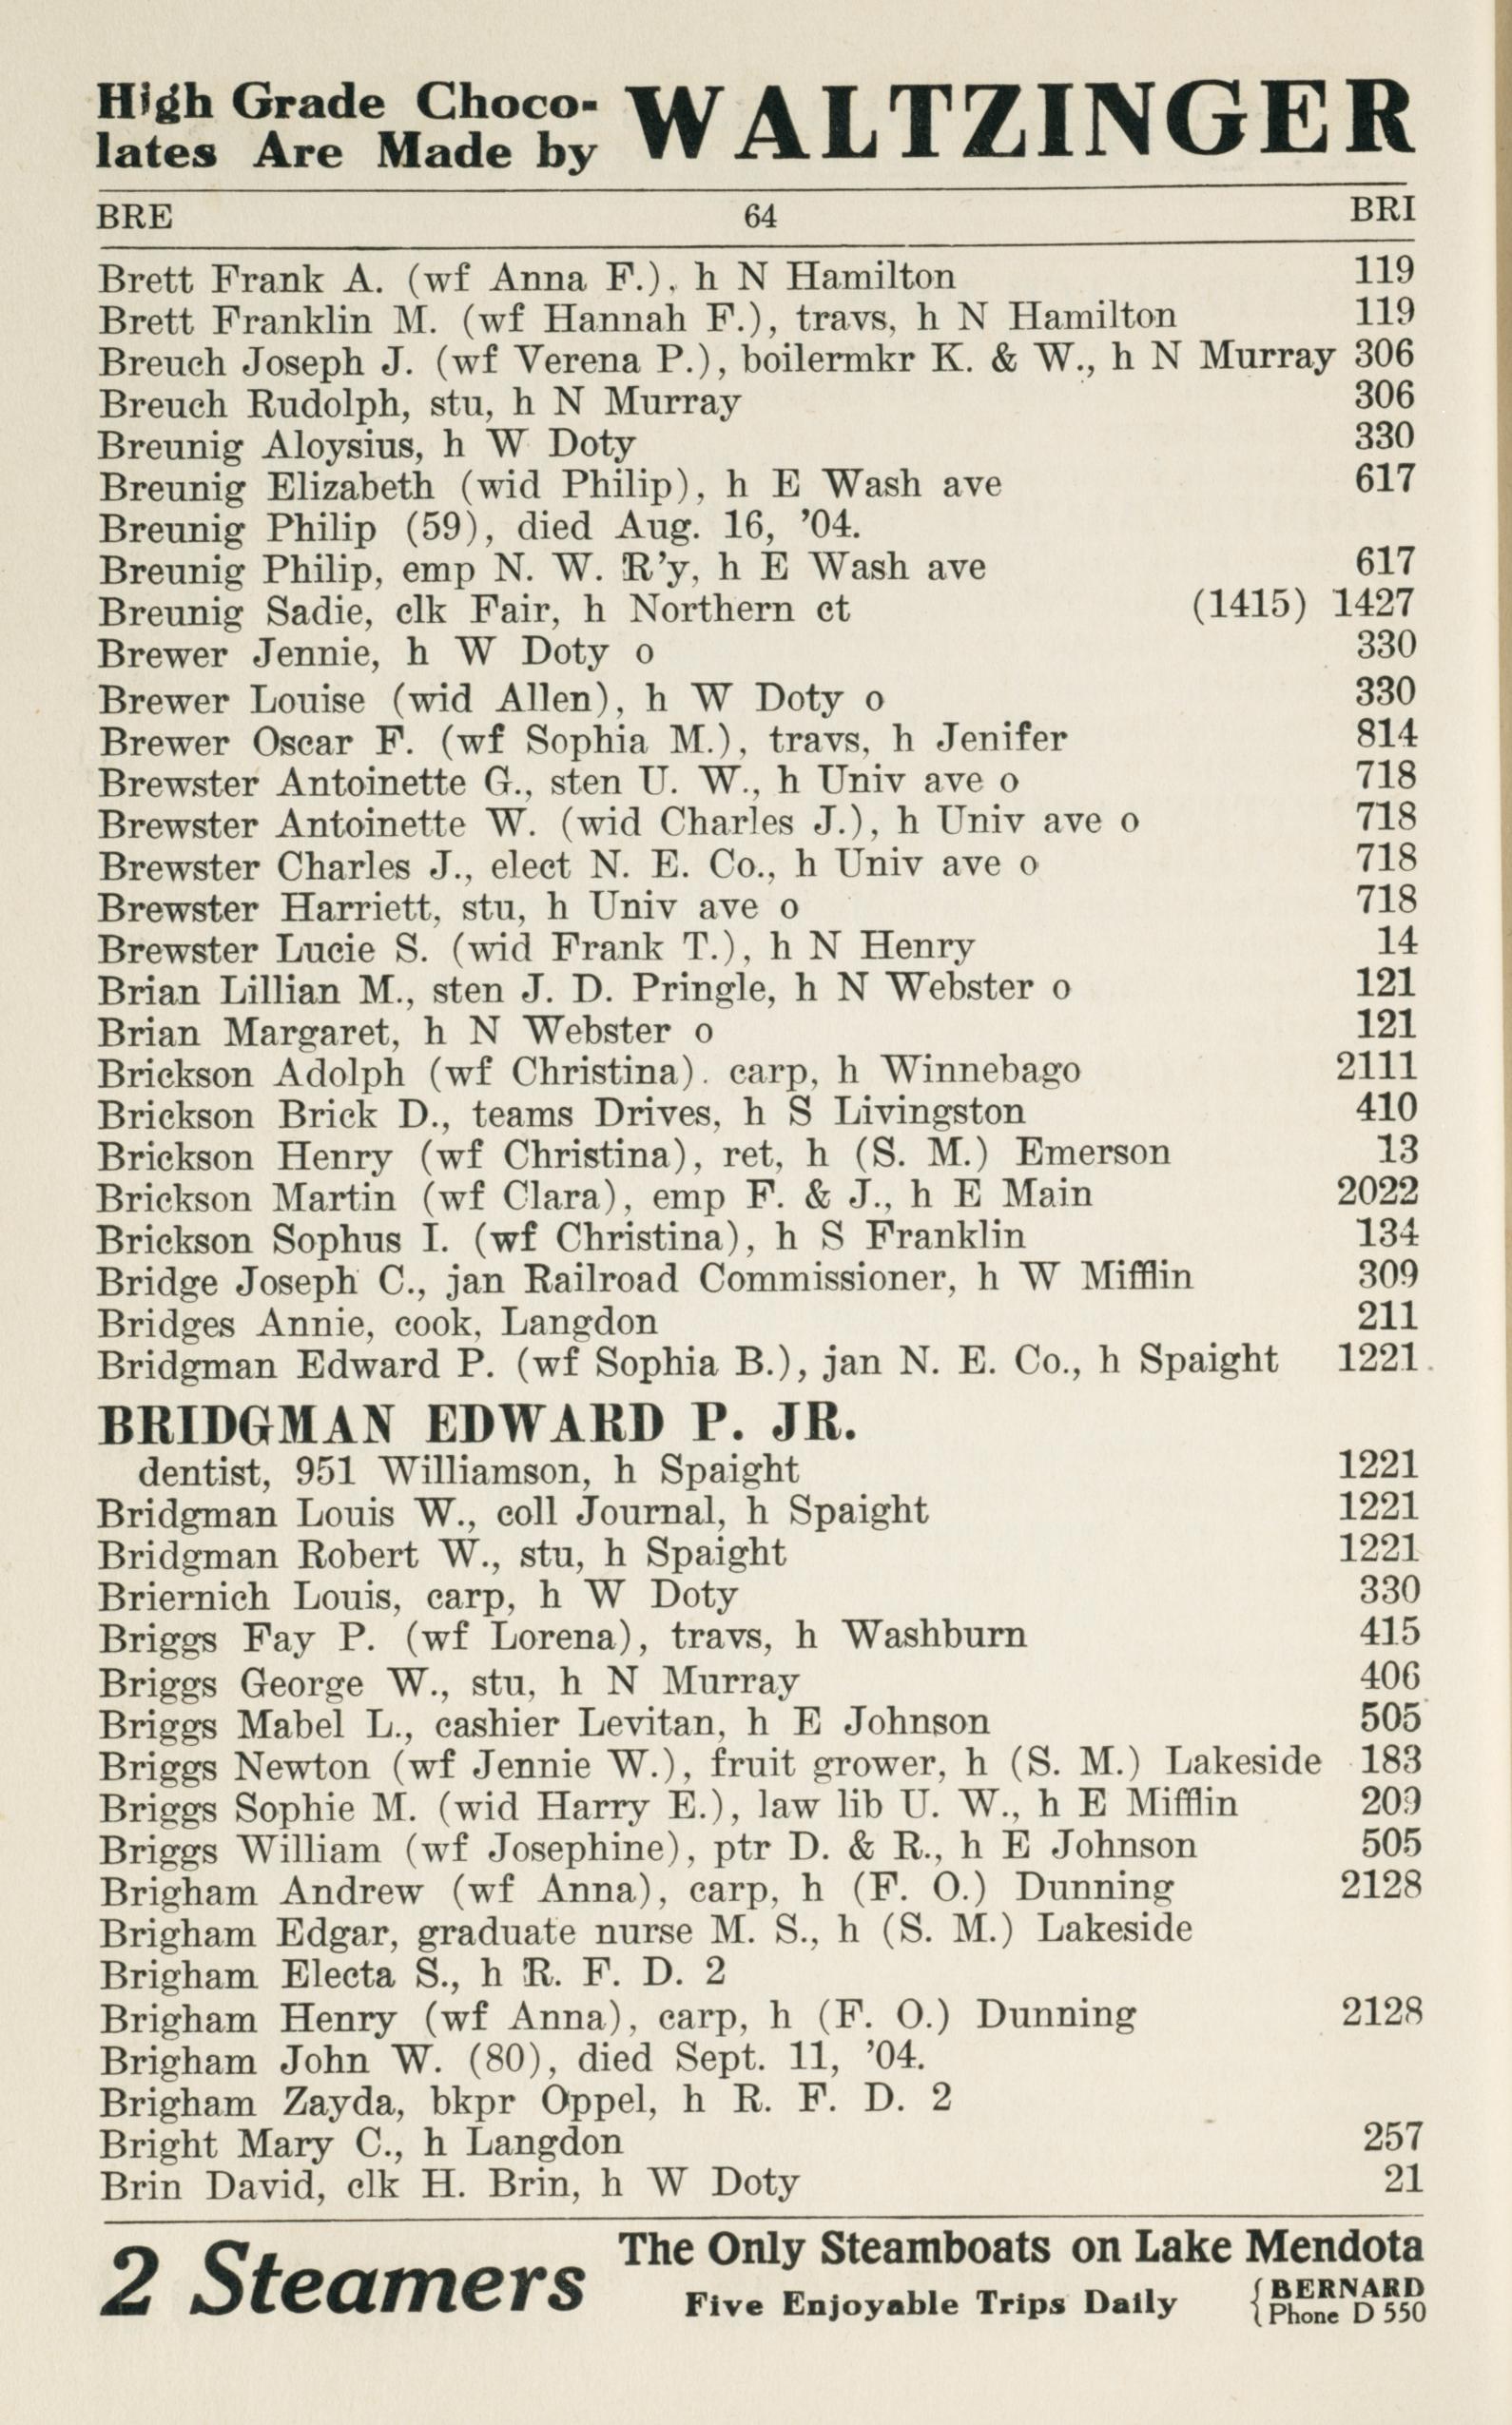 High Grade Choco-
lates Are Made by WALTZINGER
BRE 64 BRI
Brett Frank A. (wf Anna F.), h N Hamilton 119
Brett Franklin M. (wf Hannah F.), travs, h N Hamilton 119
Breuch Joseph J. (wf Verena P.), boilermkr K. & W., h N Murray 306
Breuch Rudolph, stu, h N Murray 306
Breunig Aloysius, h W Doty 330
Breunig Elizabeth (wid Philip), h E Wash ave 617
Breunig Philip (59), died Aug. 16, '04.
Breunig Philip, emp N. W. R'y, h E Wash ave 617
Breunig Sadie, clk Fair, h Northern ct (1415) 1427
Brewer Jennie, h W Doty o 330
Brewer Louise (wid Allen), h W Doty o 330
Brewer Oscar F. (wf Sophia M.), travs, h Jenifer 814
Brewster Antoinette G., sten U. W., h Univ ave o 718
Brewster Antoinette W. (wid Charles J.), h Univ ave o 718
Brewster Charles J., elect N. E. Co., h Univ ave o 718
Brewster Harriett, stu, h Univ ave o 718
Brewster Lucie S. (wid Frank T.), h N Henry 14
Brian Lillian M., sten J. D. Pringle, h N Webster o 121
Brian Margaret, h N Webster o 121
Brickson Adolph (wf Christina). carp, h Winnebago 2111
Brickson Brick D., teams Drives, h S Livingston 410
Brickson Henry (wf Christina), ret, h (S. M.) Emerson 13
Brickson Martin (wf Clara), emp F. & J., h E Main 2022
Brickson Sophus I. (wf Christina), h S Franklin 134
Bridge Joseph C., jan Railroad Commissioner, h W Mifflin 309
Bridges Annie, cook, Langdon 211
Bridgman Edward P. (wf Sophia B.), jan N. E. Co., h Spaight 1221
BRIDGMAN EDWARD P. JR.
dentist, 951 Williamson, h Spaight 1221
Bridgman Louis W., coll Journal, h Spaight 1221
Bridgman Robert W., stu, h Spaight 1221
Briernich Louis, carp, h W Doty 330
Briggs Fay P. (wf Lorena), travs, h Washburn 415
Briggs George W., stu, h N Murray 406
Briggs Mabel L., cashier Levitan, h E Johnson 505
Briggs Newton (wf Jennie W.), fruit grower, h (S. M.) Lakeside 183
Briggs Sophie M. (wid Harry E.), law lib U. W., h E Mifflin 209
Briggs William (wf Josephine), ptr D. & R., h E Johnson 505
Brigham Andrew (wf Anna), carp, h (F. O.) Dunning 2128
Brigham Edgar, graduate nurse M. S., h (S. M.) Lakeside
Brigham Electa S., h R. F. D. 2
Brigham Henry (wf Anna), carp, h (F. O.) Dunning 2128
Brigham John W. (80), died Sept. 11, '04.
Brigham Zayda, bkpr Oppel, h R. F. D. 2
Bright Mary C., h Langdon 257
Brin David, clk H. Brin, h W Doty 21
2 Steamers The Only Steamboats on Lake Mendota
Five Enjoyable Trips Daily { BERNARD
Phone D 550